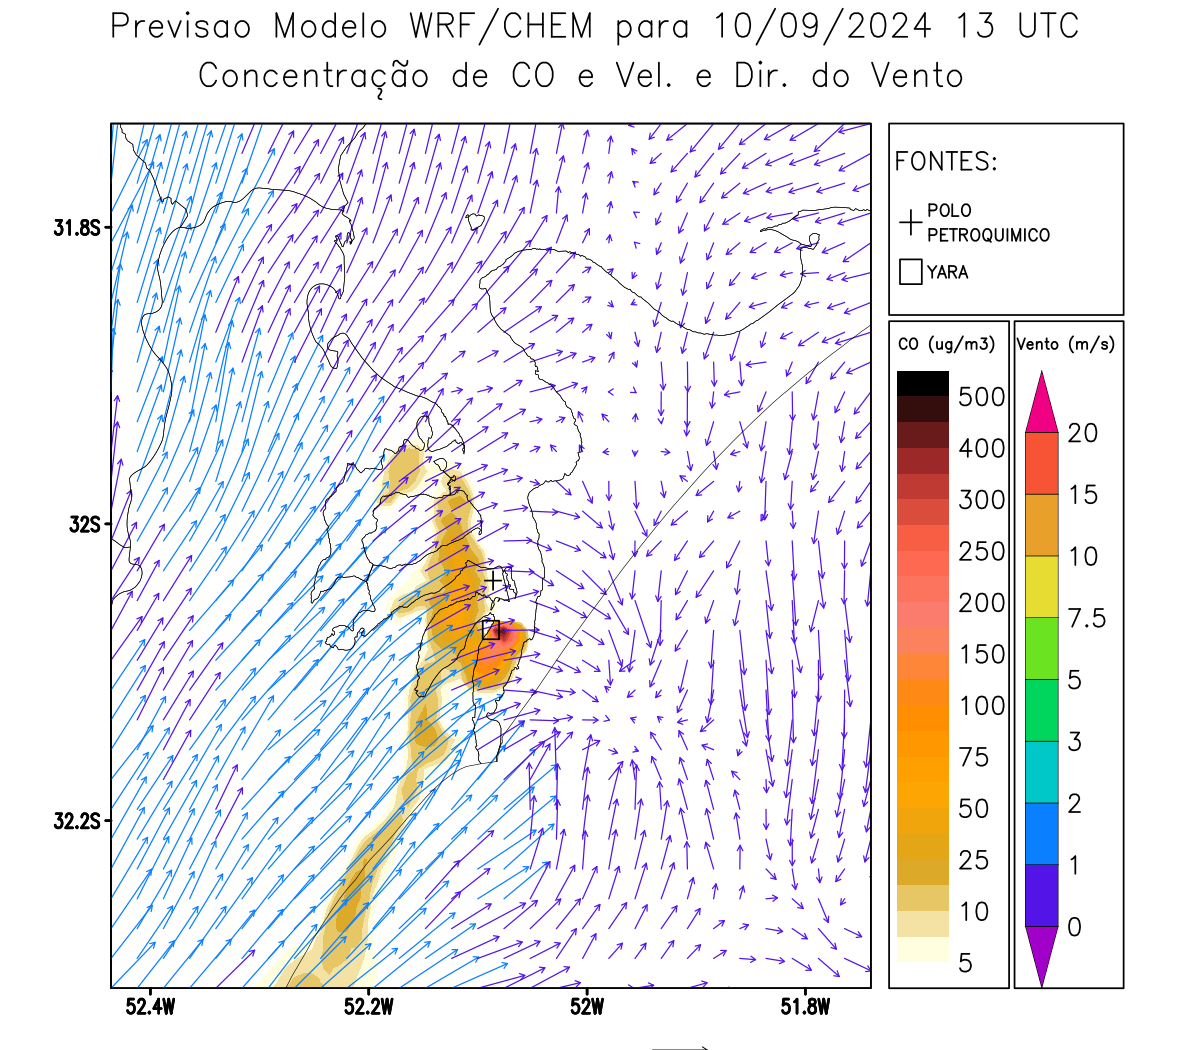 Previsao Modelo WRF/CHEM para 10/09/2024 13 UTC
Concentração de CO e Vel. e Dir. do Vento
FONTES:
POLO
PETROQUIMICO
YARA
CO (ug/m3)
500
400
300
250
200
150
100
75
50
25
10
5
Vento (m/s)
20
15
10
7.5
5
3
2
1
0
31.8S
32S
32.2S
52.4W
52.2W
52W
51.8W